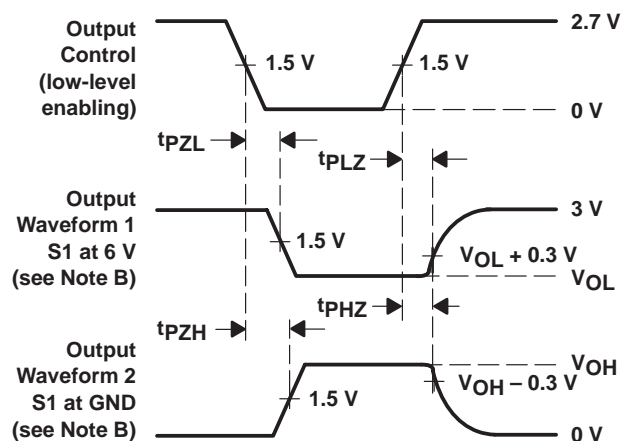 Output
Control
(low-level
enabling)
2.7 V
1.5 V
1.5 V
0 V
tPZL
tPLZ
Output
Waveform 1
S1 at 6 V
(see Note B)
3 V
1.5 V
VOL + 0.3 V
VOL
tPHZ
tPZH
Output
Waveform 2
S1 at GND
(see Note B)
VOH
VOH – 0.3 V
1.5 V
0 V